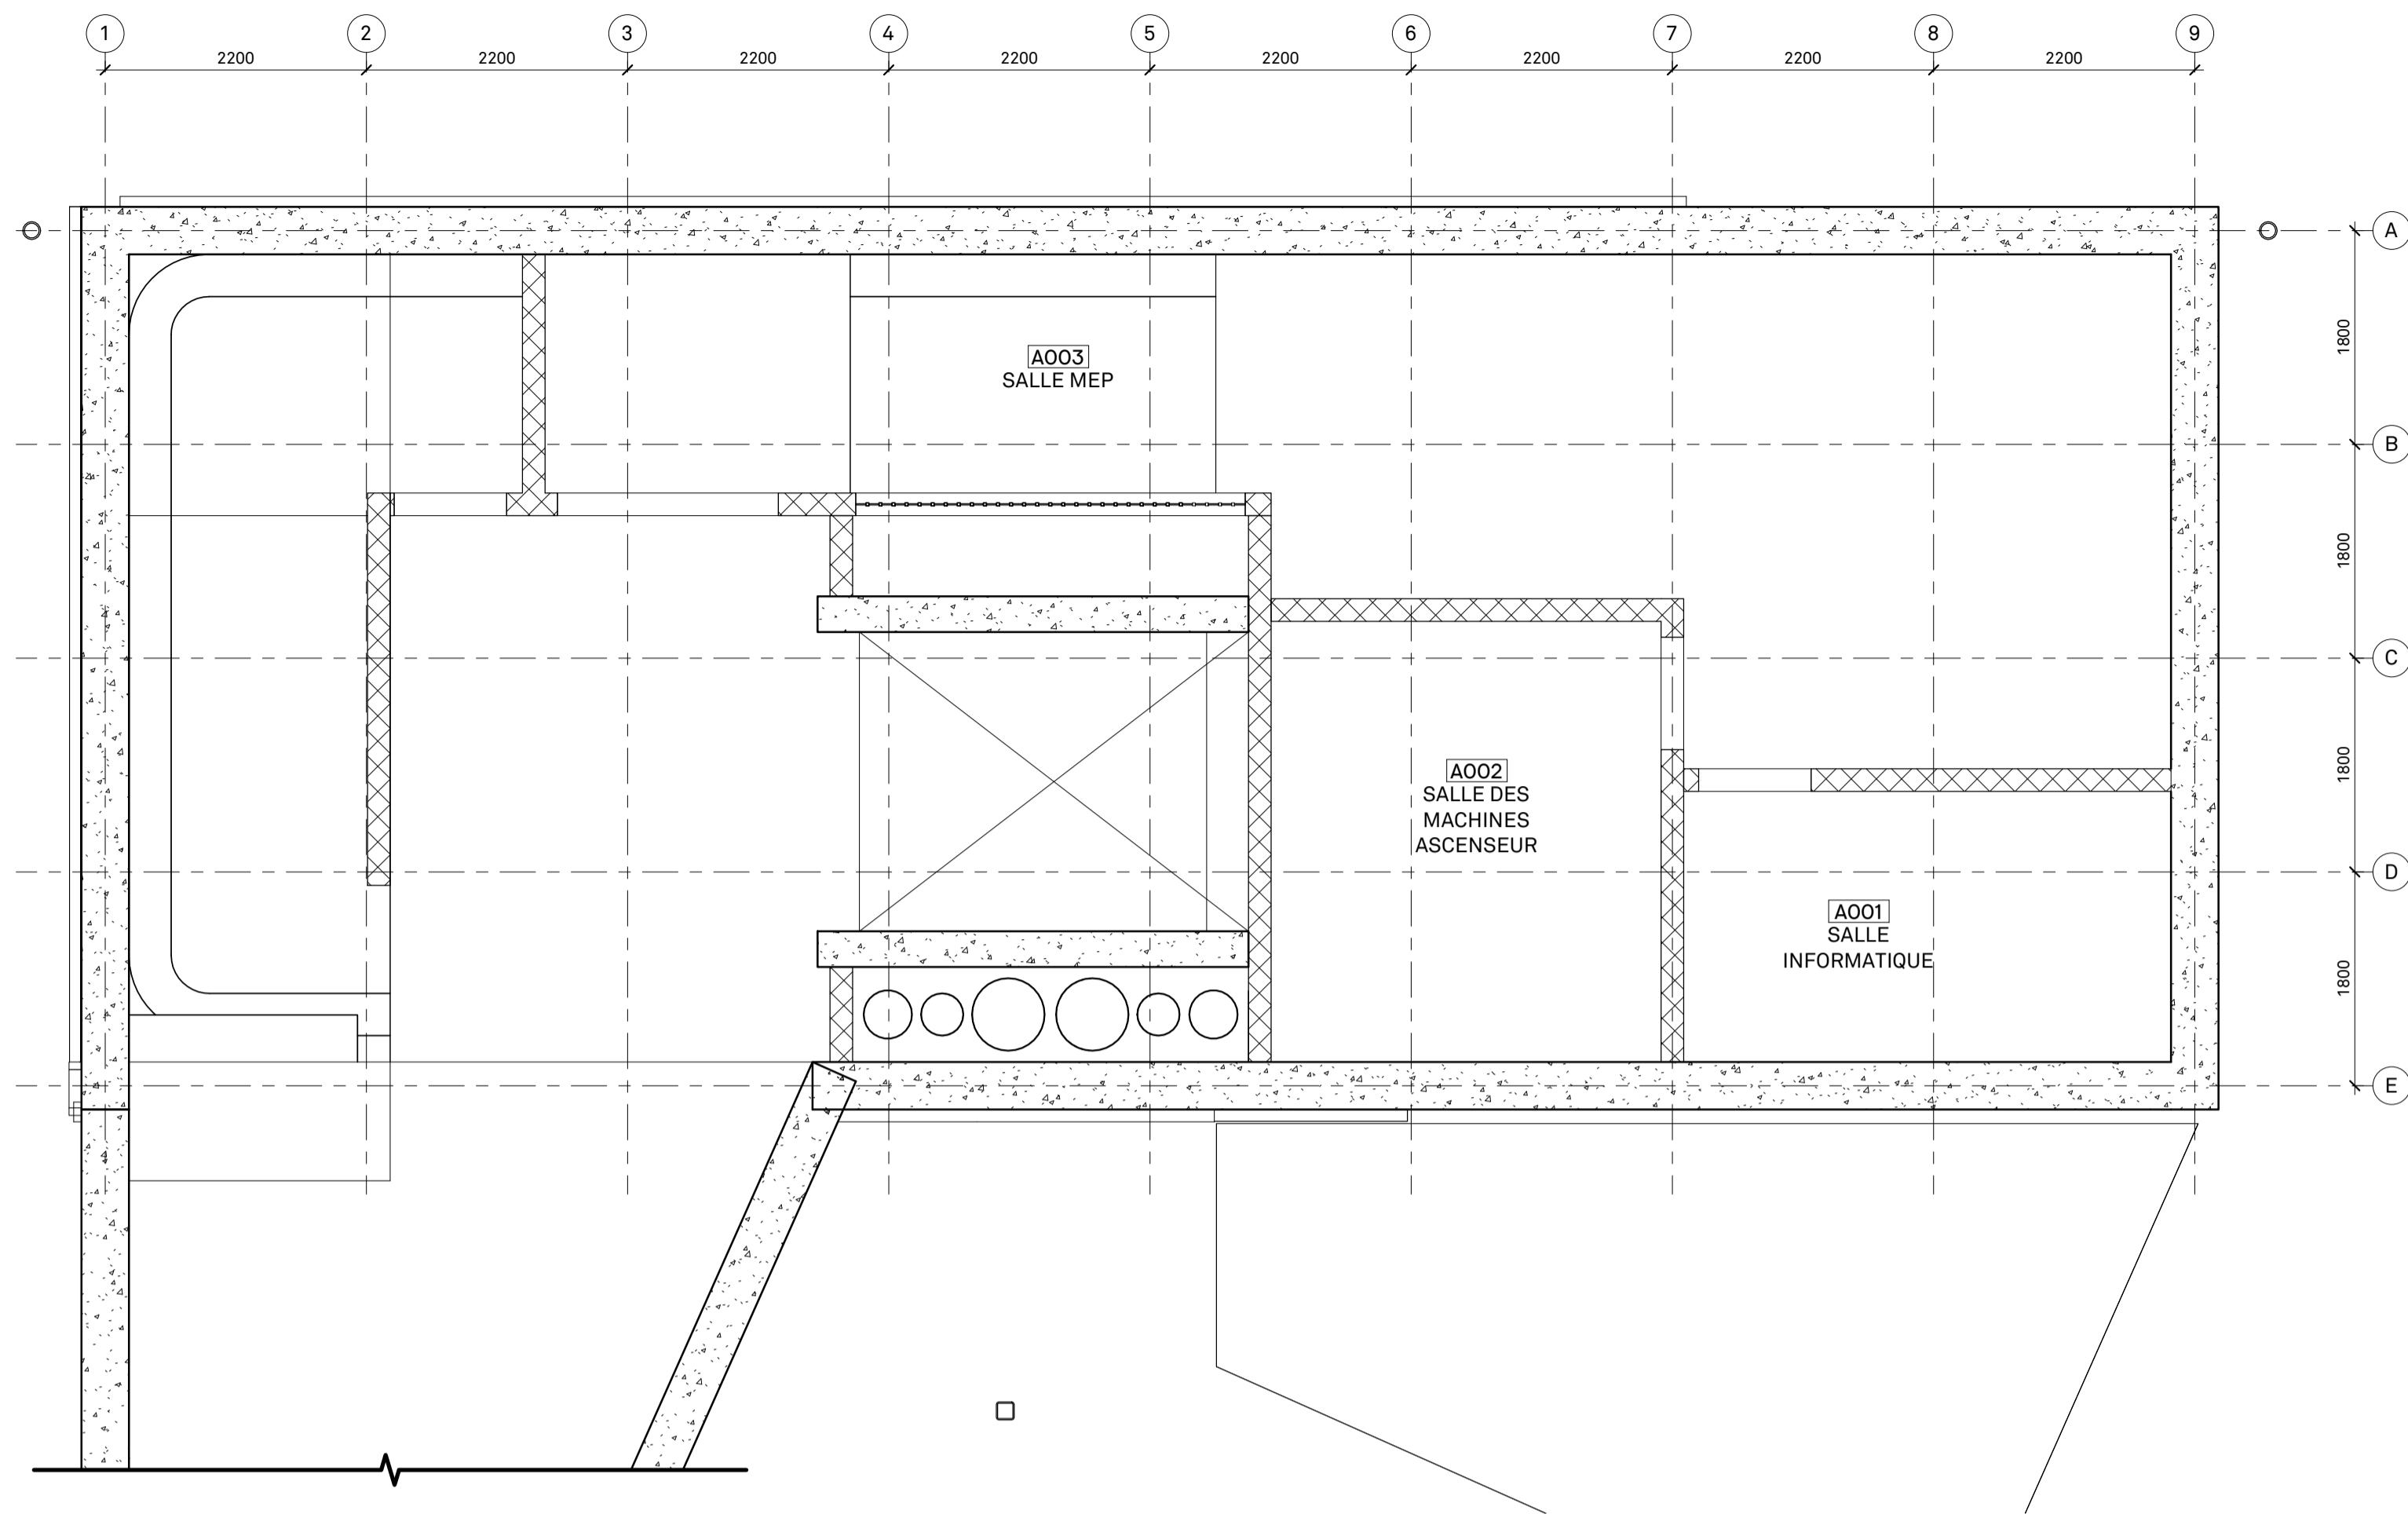 1 2 3 4 5 6 7 8 9
2200 2200 2200 2200 2200 2200 2200 2200
A
1800
A003
SALLE MEP
B
1800
C
1800
A002
SALLE DES
MACHINES
ASCENSEUR
D
A001
SALLE
INFORMATIQUE
1800
E